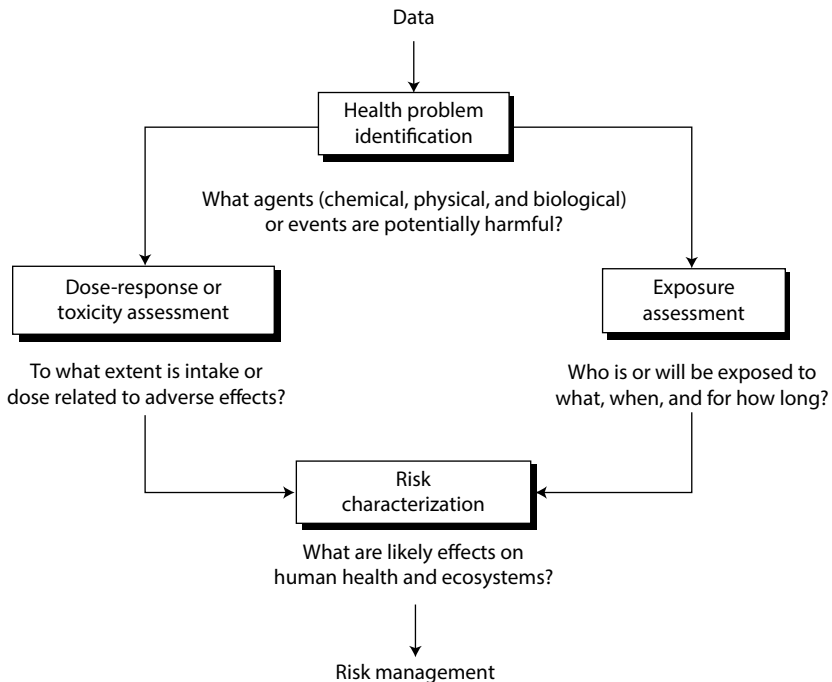 Data
Health problem
identification
What agents (chemical, physical, and biological)
or events are potentially harmful?
Dose-response or
toxicity assessment
To what extent is intake or
dose related to adverse effects?
Exposure
assessment
Who is or will be exposed to
what, when, and for how long?
Risk
characterization
What are likely effects on
human health and ecosystems?
Risk management